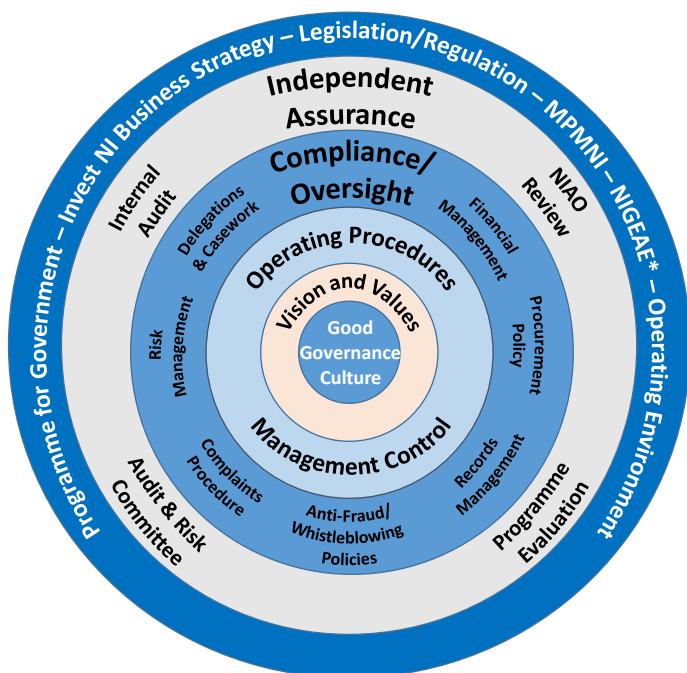 Programme for Government – Invest NI Business Strategy – Legislation/Regulation – MPMNI – NIGEAE* – Operating Environment
Independent
Assurance
Internal
Audit
NIAO
Review
Audit & Risk
Committee
Programme
Evaluation
Compliance/
Oversight
Delegations
& Casework
Financial
Management
Risk
Management
Procurement
Policy
Complaints
Procedure
Records
Management
Anti-Fraud/
Whistleblowing
Policies
Operating Procedures
Management Control
Vision and Values
Good
Governance
Culture